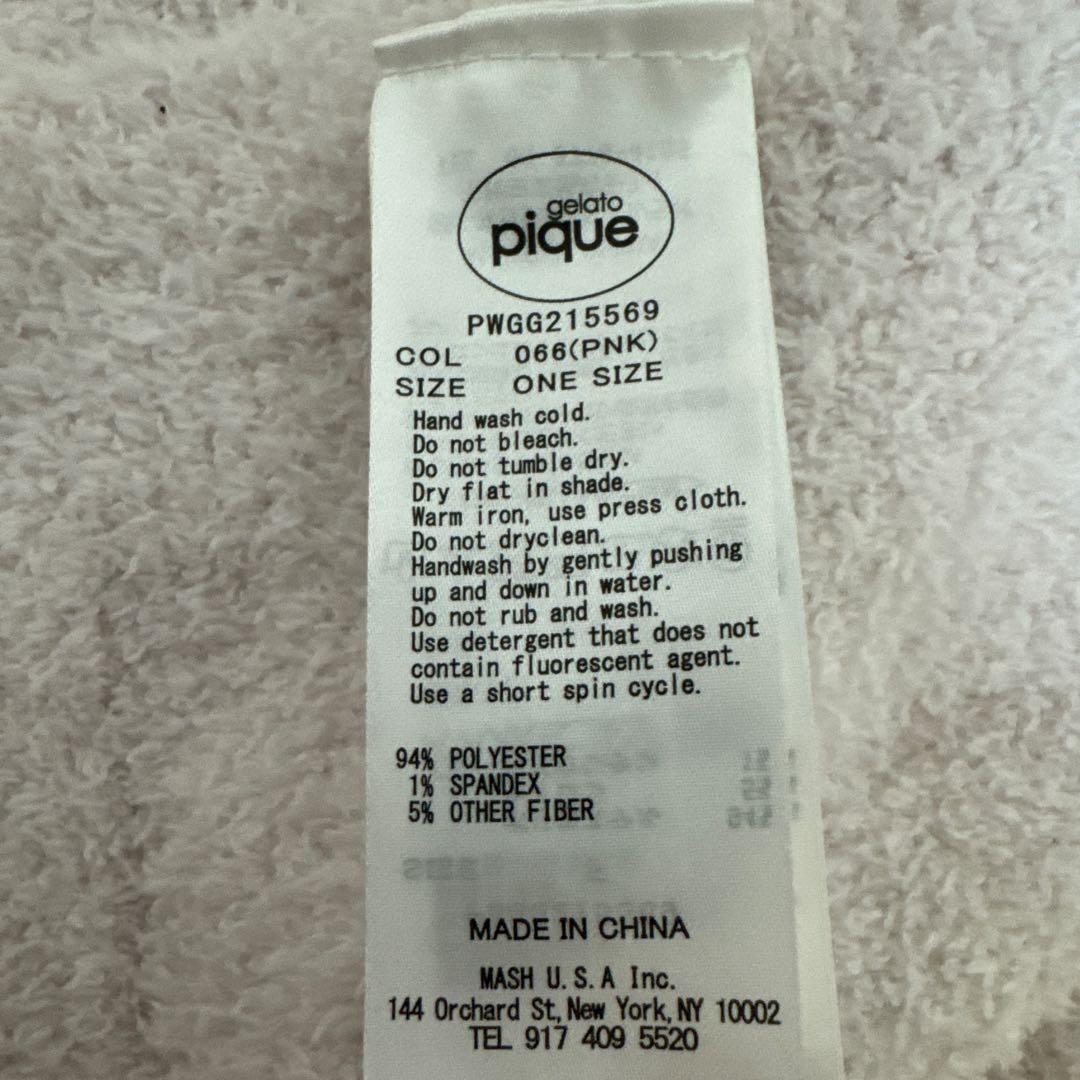 gelato
pique
PWGG215569
COL 066(PNK)
SIZE ONE SIZE
Hand wash cold.
Do not bleach.
Do not tumble dry.
Dry flat in shade.
Warm iron, use press cloth.
Do not dryclean.
Handwash by gently pushing
up and down in water.
Do not rub and wash.
Use detergent that does not
contain fluorescent agent.
Use a short spin cycle.
94% POLYESTER
1% SPANDEX
5% OTHER FIBER
MADE IN CHINA
MASH U.S.A Inc.
144 Orchard St, New York, NY 10002
TEL 917 409 5520